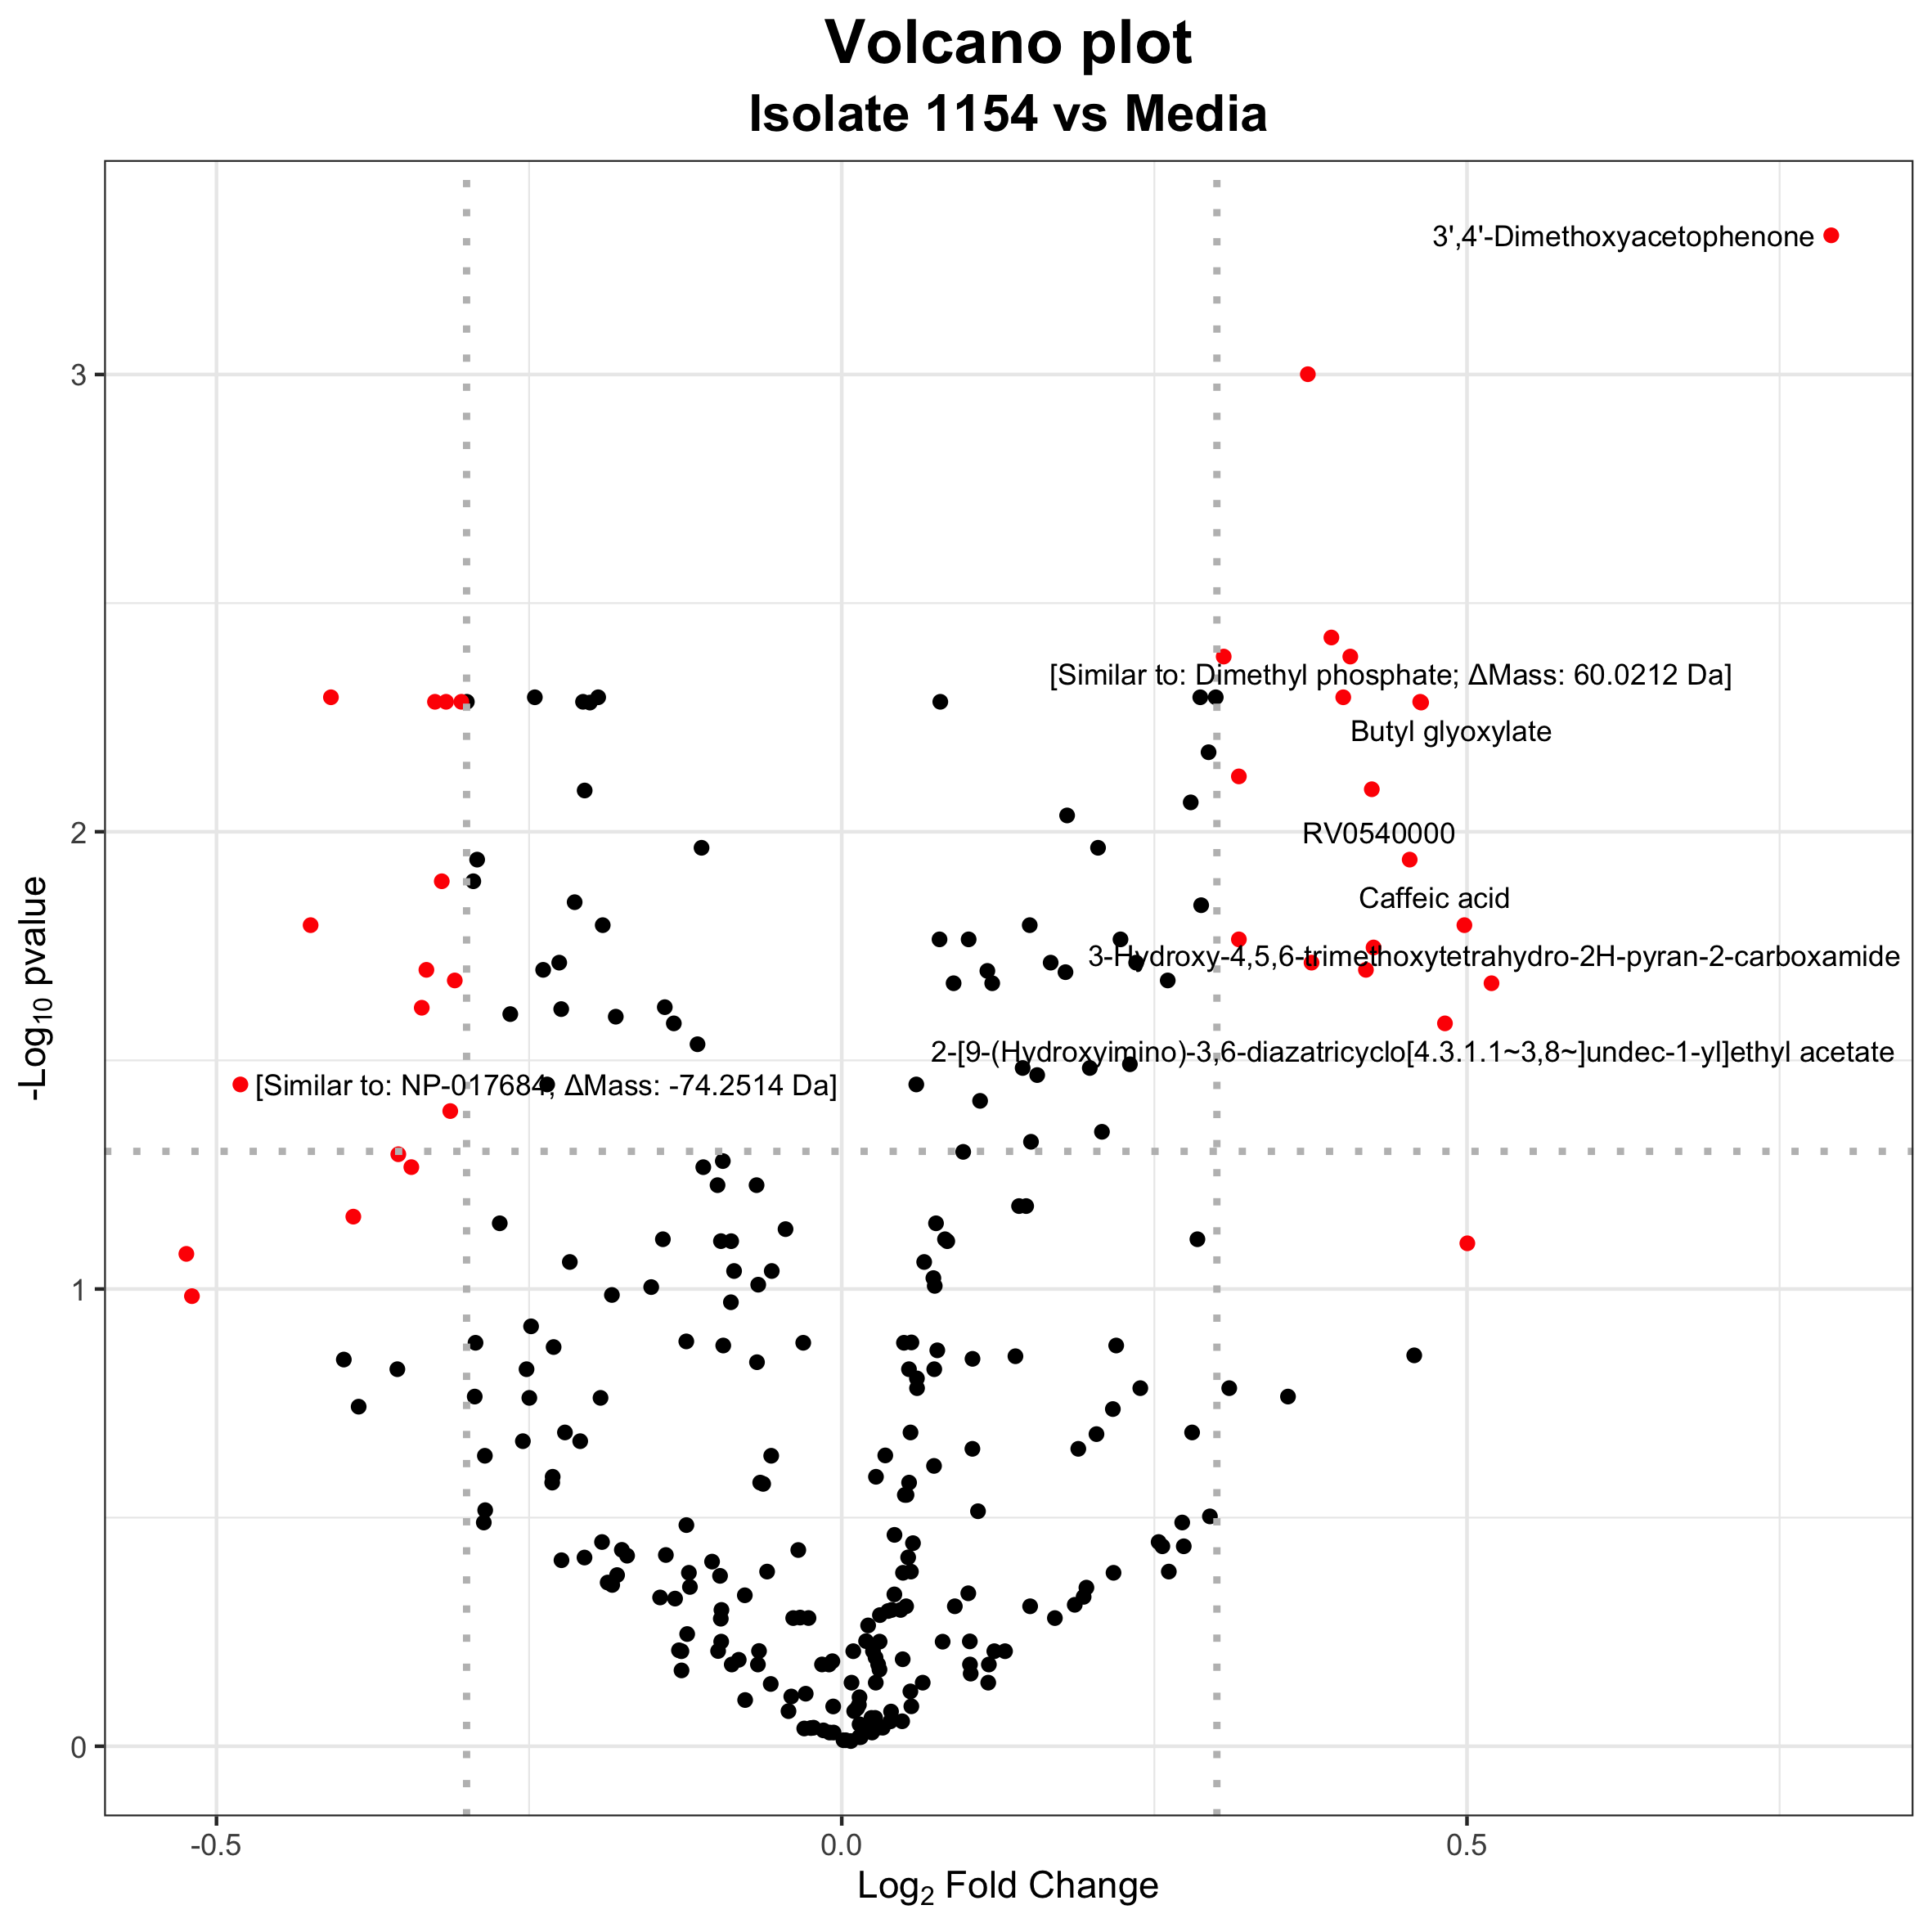 Volcano plot
Isolate 1154 vs Media
3',4'-Dimethoxyacetophenone
3
[Similar to: Dimethyl phosphate; ΔMass: 60.0212 Da]
Butyl glyoxylate
2
RV0540000
Caffeic acid
3-Hydroxy-4,5,6-trimethoxytetrahydro-2H-pyran-2-carboxamide
-Log10 pvalue
2-[9-(Hydroxyimino)-3,6-diazatricyclo[4.3.1.1~3,8~]undec-1-yl]ethyl acetate
[Similar to: NP-017684; ΔMass: -74.2514 Da]
1
0
-0.5 0.0 0.5
Log2 Fold Change